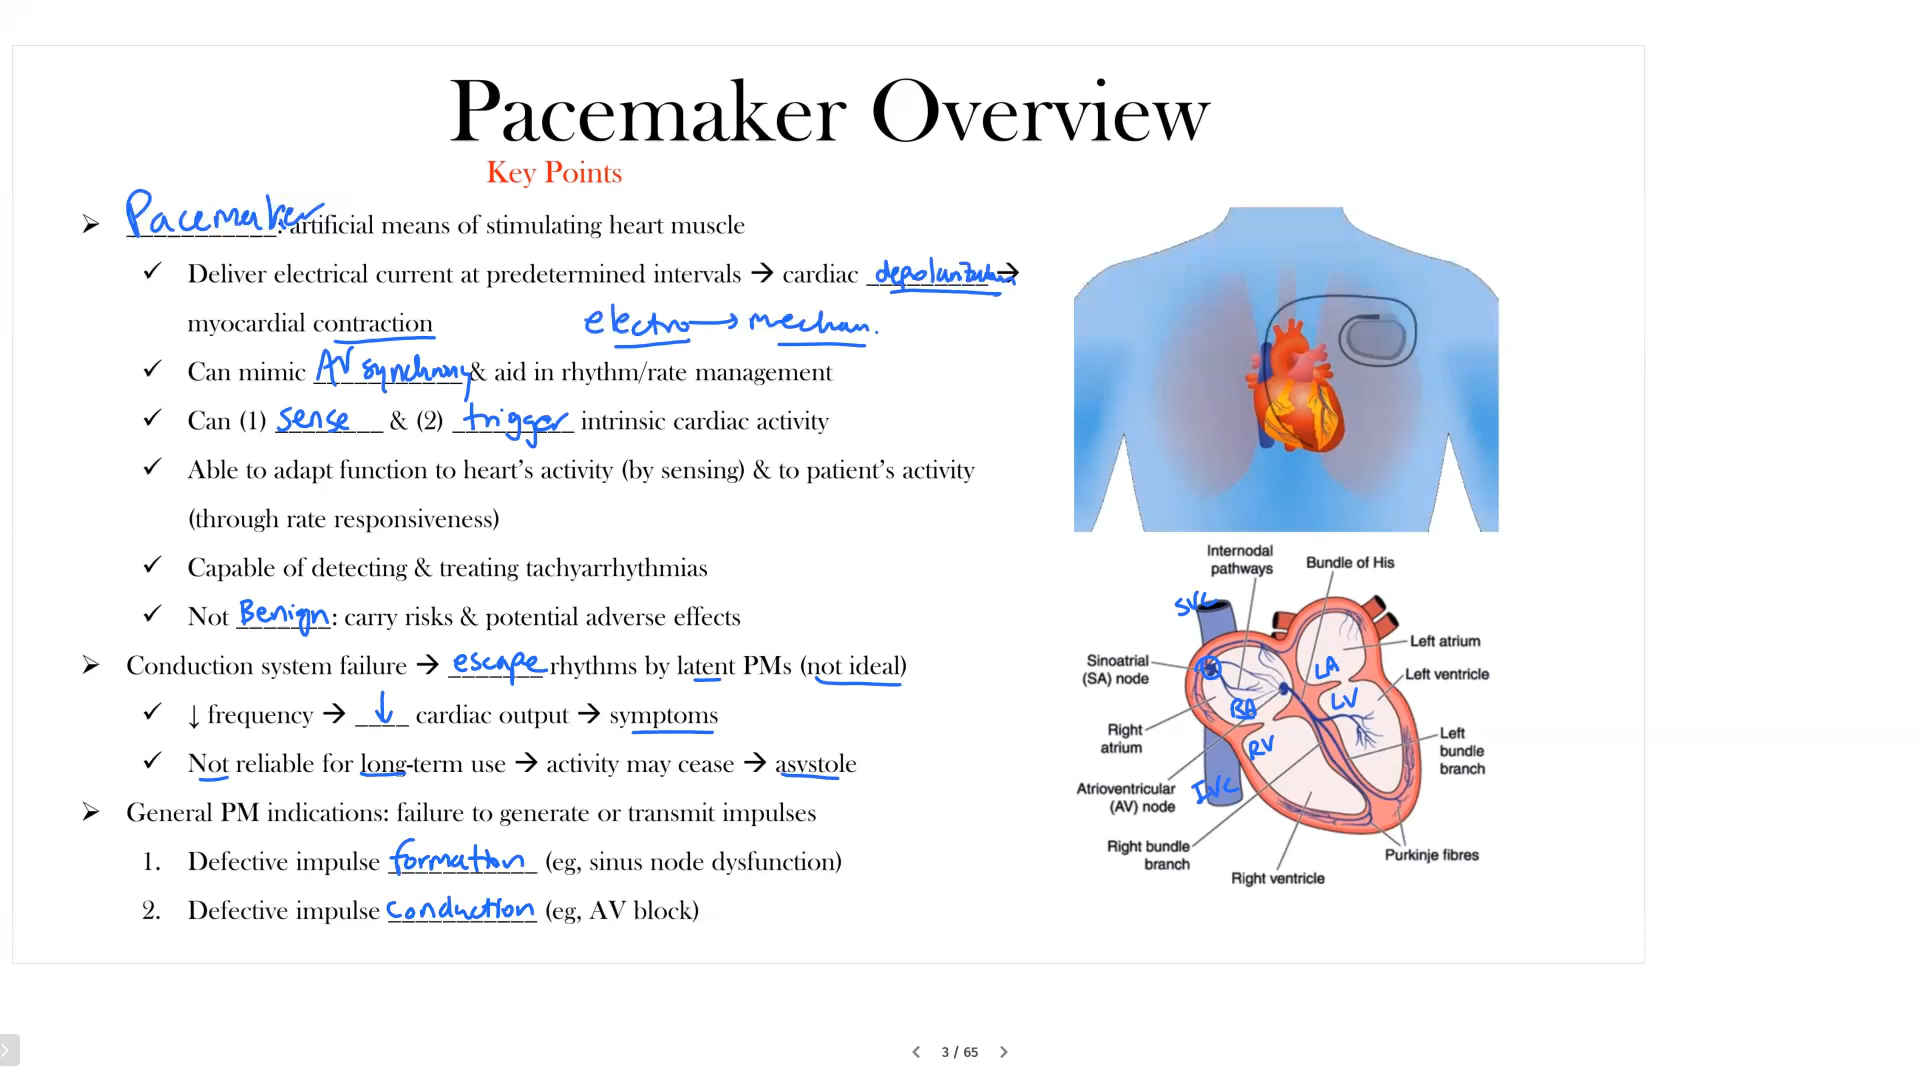 Pacemaker Overview
Key Points
➢ Pacemaker: artificial means of stimulating heart muscle
✓ Deliver electrical current at predetermined intervals → cardiac depolarization →
myocardial contraction electro → mechan.
✓ Can mimic AV synchrony & aid in rhythm/rate management
✓ Can (1) sense & (2) trigger intrinsic cardiac activity
✓ Able to adapt function to heart’s activity (by sensing) & to patient’s activity
(through rate responsiveness)
✓ Capable of detecting & treating tachyarrhythmias
✓ Not Benign: carry risks & potential adverse effects
➢ Conduction system failure → escape rhythms by latent PMs (not ideal)
✓ ↓ frequency → ↓ cardiac output → symptoms
✓ Not reliable for long-term use → activity may cease → asystole
➢ General PM indications: failure to generate or transmit impulses
1. Defective impulse formation (eg, sinus node dysfunction)
2. Defective impulse conduction (eg, AV block)
Internodal
pathways
Bundle of His
SVC
Left atrium
Sinoatrial
(SA) node
LA
Left ventricle
LV
RA
Right
atrium
RV
Left
bundle
branch
Atrioventricular
(AV) node
IVC
Right bundle
branch
Purkinje fibres
Right ventricle
3 / 65